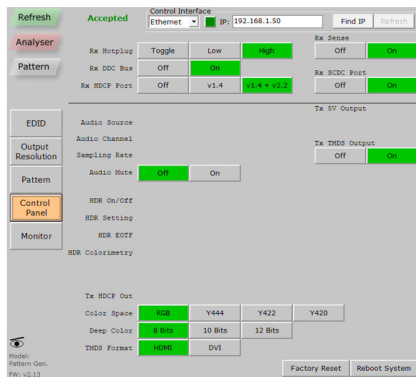 Refresh
Accepted
Control Interface
Ethernet
IP: 192.168.1.50
Find IP
Refresh
Analyser
Rx Sense
Rx Hotplug Toggle Low High
Off On
Pattern
Rx DDC Bus Off On
Rx SCDC Port
Rx HDCP Port Off v1.4 v1.4 + v2.2
Off On
Tx 5V Output
EDID
Audio Source
Audio Channel
Tx TMDS Output
Output Resolution
Sampling Rate
Off On
Pattern
Audio Mute Off On
Control Panel
HDR On/Off
HDR Setting
Monitor
HDR EOTF
HDR Colorimetry
Tx HDCP Out
Color Space RGB Y444 Y422 Y420
Deep Color 8 Bits 10 Bits 12 Bits
TMDS Format HDMI DVI
Model:
Pattern Gen.
FW: v2.13
Factory Reset
Reboot System